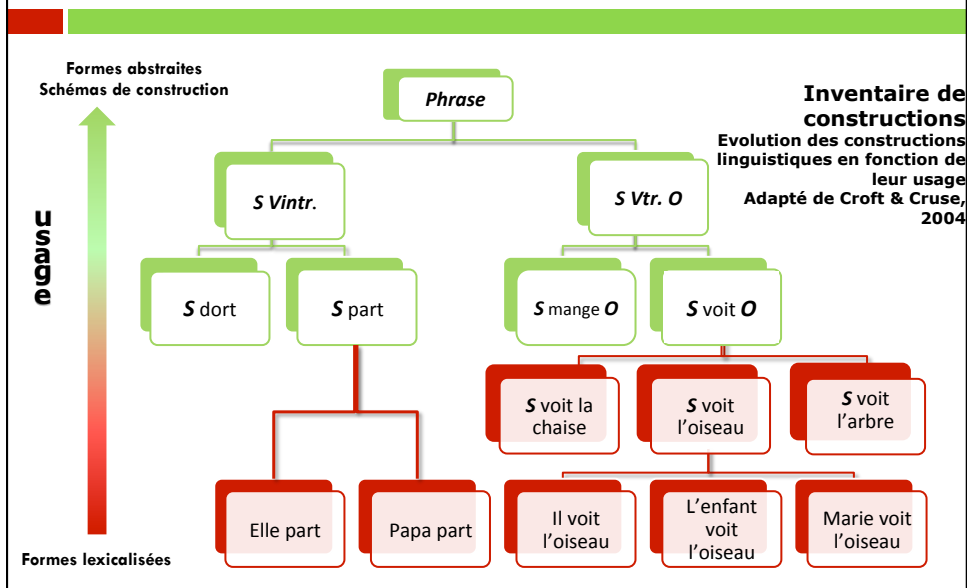 Formes abstraites
Schémas de construction
Phrase
Inventaire de
constructions
Evolution des constructions
linguistiques en fonction de
leur usage
Adapté de Croft & Cruse,
2004
usage
S Vintr.
S Vtr. O
S dort
S part
S mange O
S voit O
S voit la
chaise
S voit
l’oiseau
S voit
l’arbre
Elle part
Papa part
Il voit
l’oiseau
L’enfant
voit
l’oiseau
Marie voit
l’oiseau
Formes lexicalisées